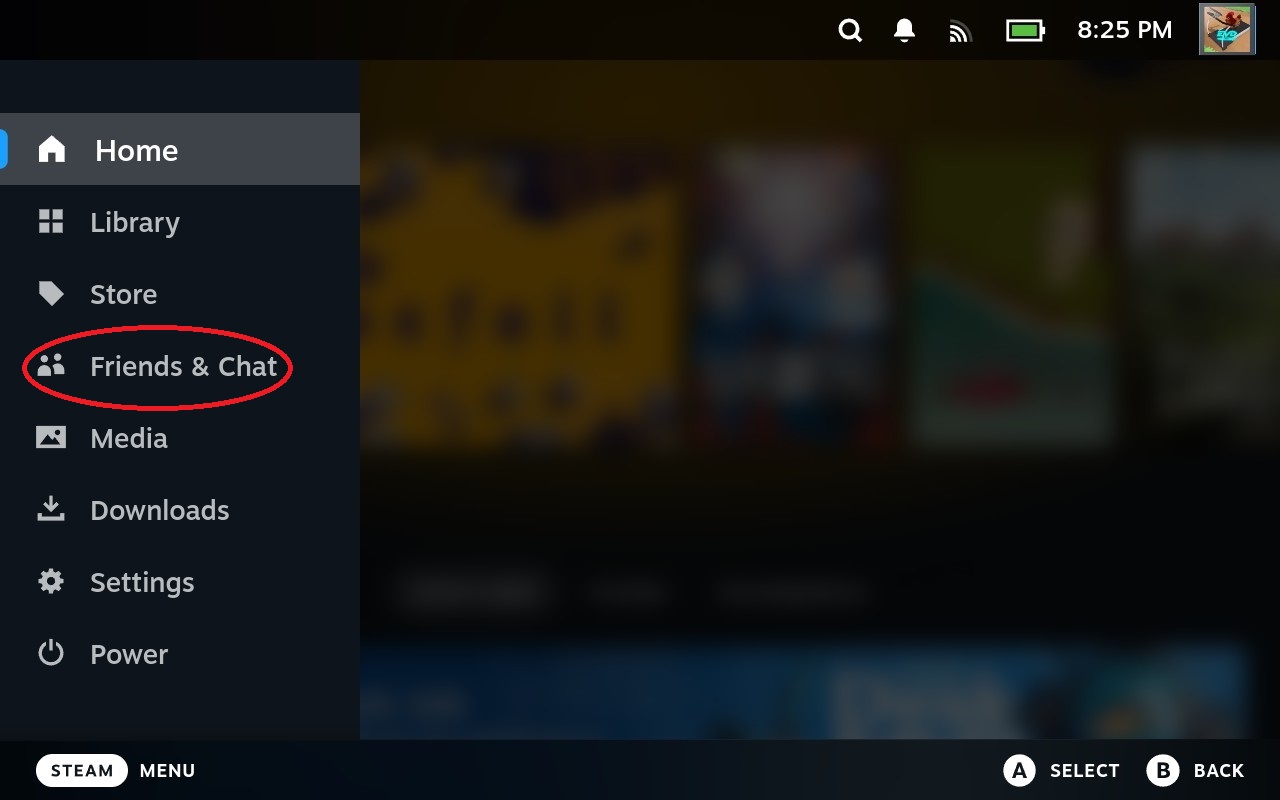 8:25 PM
Home
Library
Store
Friends & Chat
Media
Downloads
Settings
Power
STEAM MENU
A SELECT B BACK